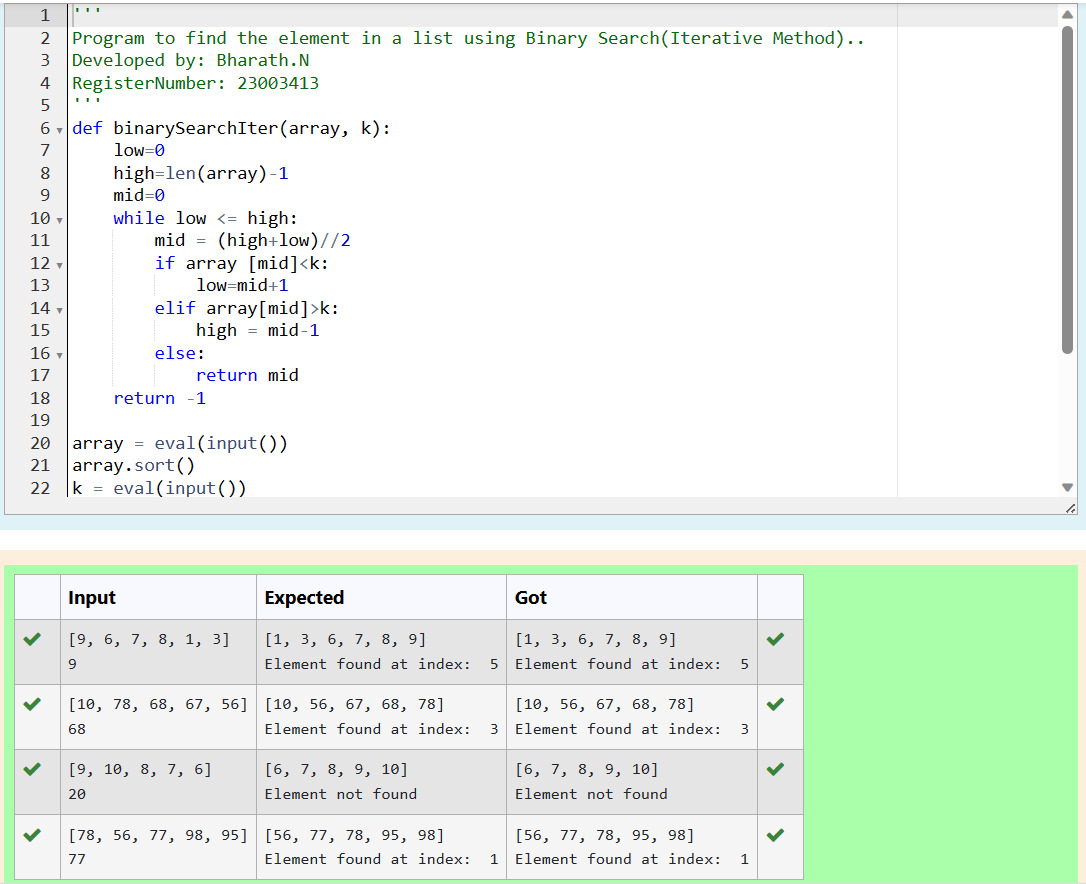 1 '''
2 Program to find the element in a list using Binary Search(Iterative Method)..
3 Developed by: Bharath.N
4 RegisterNumber: 23003413
5 '''
6 def binarySearchIter(array, k):
7     low=0
8     high=len(array)-1
9     mid=0
10     while low <= high:
11         mid = (high+low)//2
12         if array [mid]<k:
13             low=mid+1
14         elif array[mid]>k:
15             high = mid-1
16         else:
17             return mid
18     return -1
19
20 array = eval(input())
21 array.sort()
22 k = eval(input())
Input Expected Got
[9, 6, 7, 8, 1, 3] [1, 3, 6, 7, 8, 9] [1, 3, 6, 7, 8, 9]
9 Element found at index:  5 Element found at index:  5
[10, 78, 68, 67, 56] [10, 56, 67, 68, 78] [10, 56, 67, 68, 78]
68 Element found at index:  3 Element found at index:  3
[9, 10, 8, 7, 6] [6, 7, 8, 9, 10] [6, 7, 8, 9, 10]
20 Element not found Element not found
[78, 56, 77, 98, 95] [56, 77, 78, 95, 98] [56, 77, 78, 95, 98]
77 Element found at index:  1 Element found at index:  1